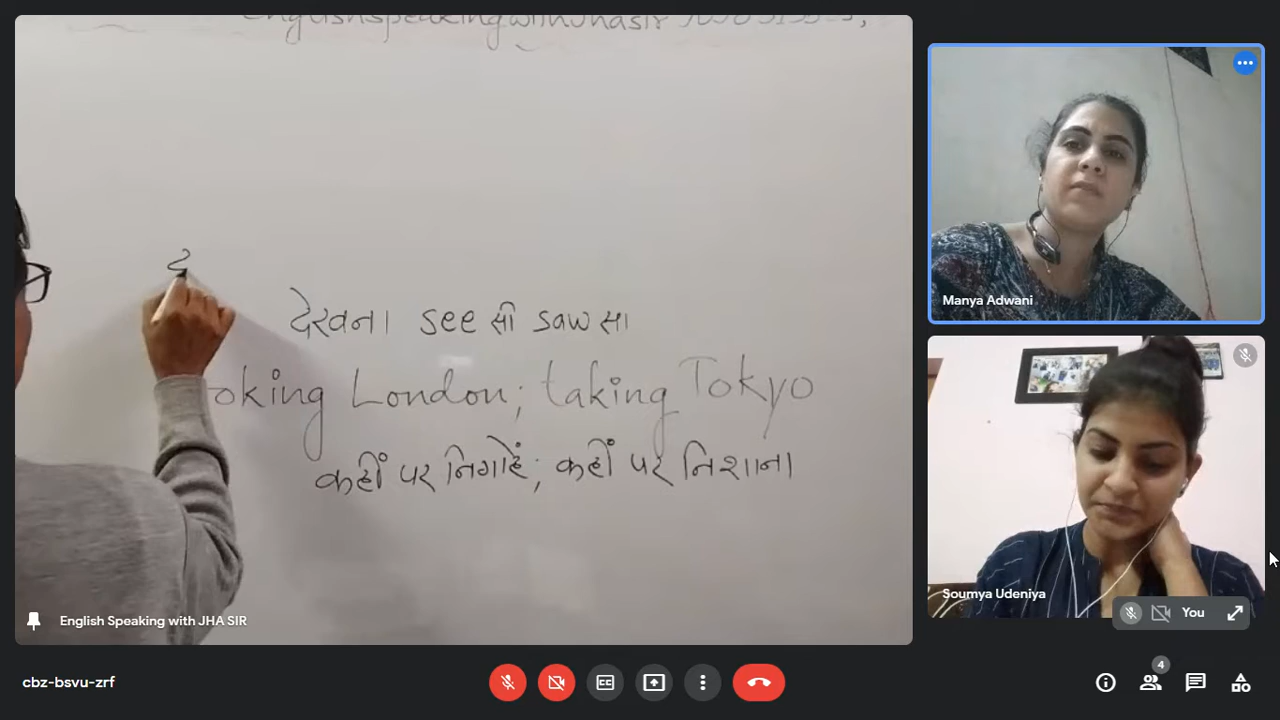 EnglishspeakingwithJhasir
देखना see सी saw सा
oking London; taking Tokyo
कहीं पर निगाहें; कहीं पर निशाना
English Speaking with JHA SIR
Manya Adwani
Soumya Udeniya
You
cbz-bsvu-zrf
4